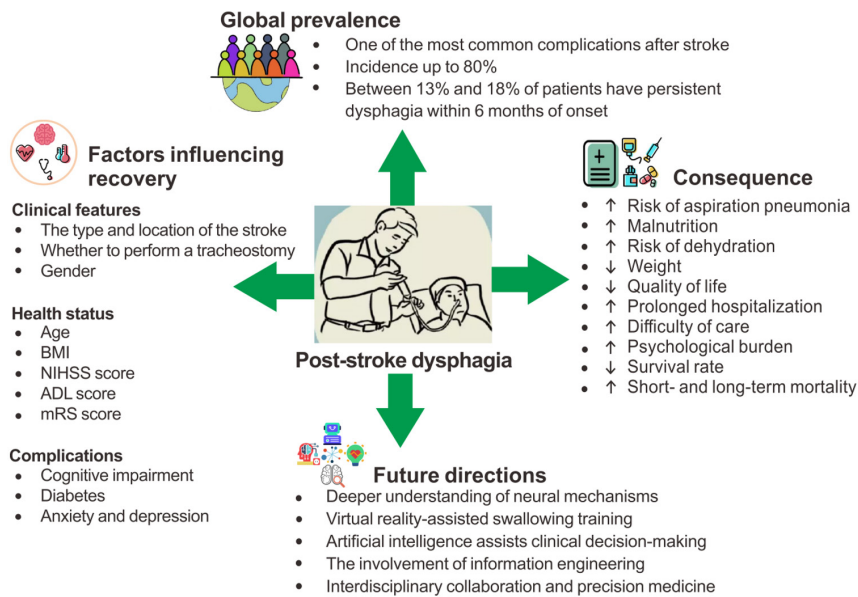 Global prevalence
• One of the most common complications after stroke
• Incidence up to 80%
• Between 13% and 18% of patients have persistent
dysphagia within 6 months of onset
Factors influencing
recovery
Clinical features
• The type and location of the stroke
• Whether to perform a tracheostomy
• Gender
Health status
• Age
• BMI
• NIHSS score
• ADL score
• mRS score
Complications
• Cognitive impairment
• Diabetes
• Anxiety and depression
Post-stroke dysphagia
Consequence
• ↑ Risk of aspiration pneumonia
• ↑ Malnutrition
• ↑ Risk of dehydration
• ↓ Weight
• ↓ Quality of life
• ↑ Prolonged hospitalization
• ↑ Difficulty of care
• ↑ Psychological burden
• ↓ Survival rate
• ↑ Short- and long-term mortality
Future directions
• Deeper understanding of neural mechanisms
• Virtual reality-assisted swallowing training
• Artificial intelligence assists clinical decision-making
• The involvement of information engineering
• Interdisciplinary collaboration and precision medicine